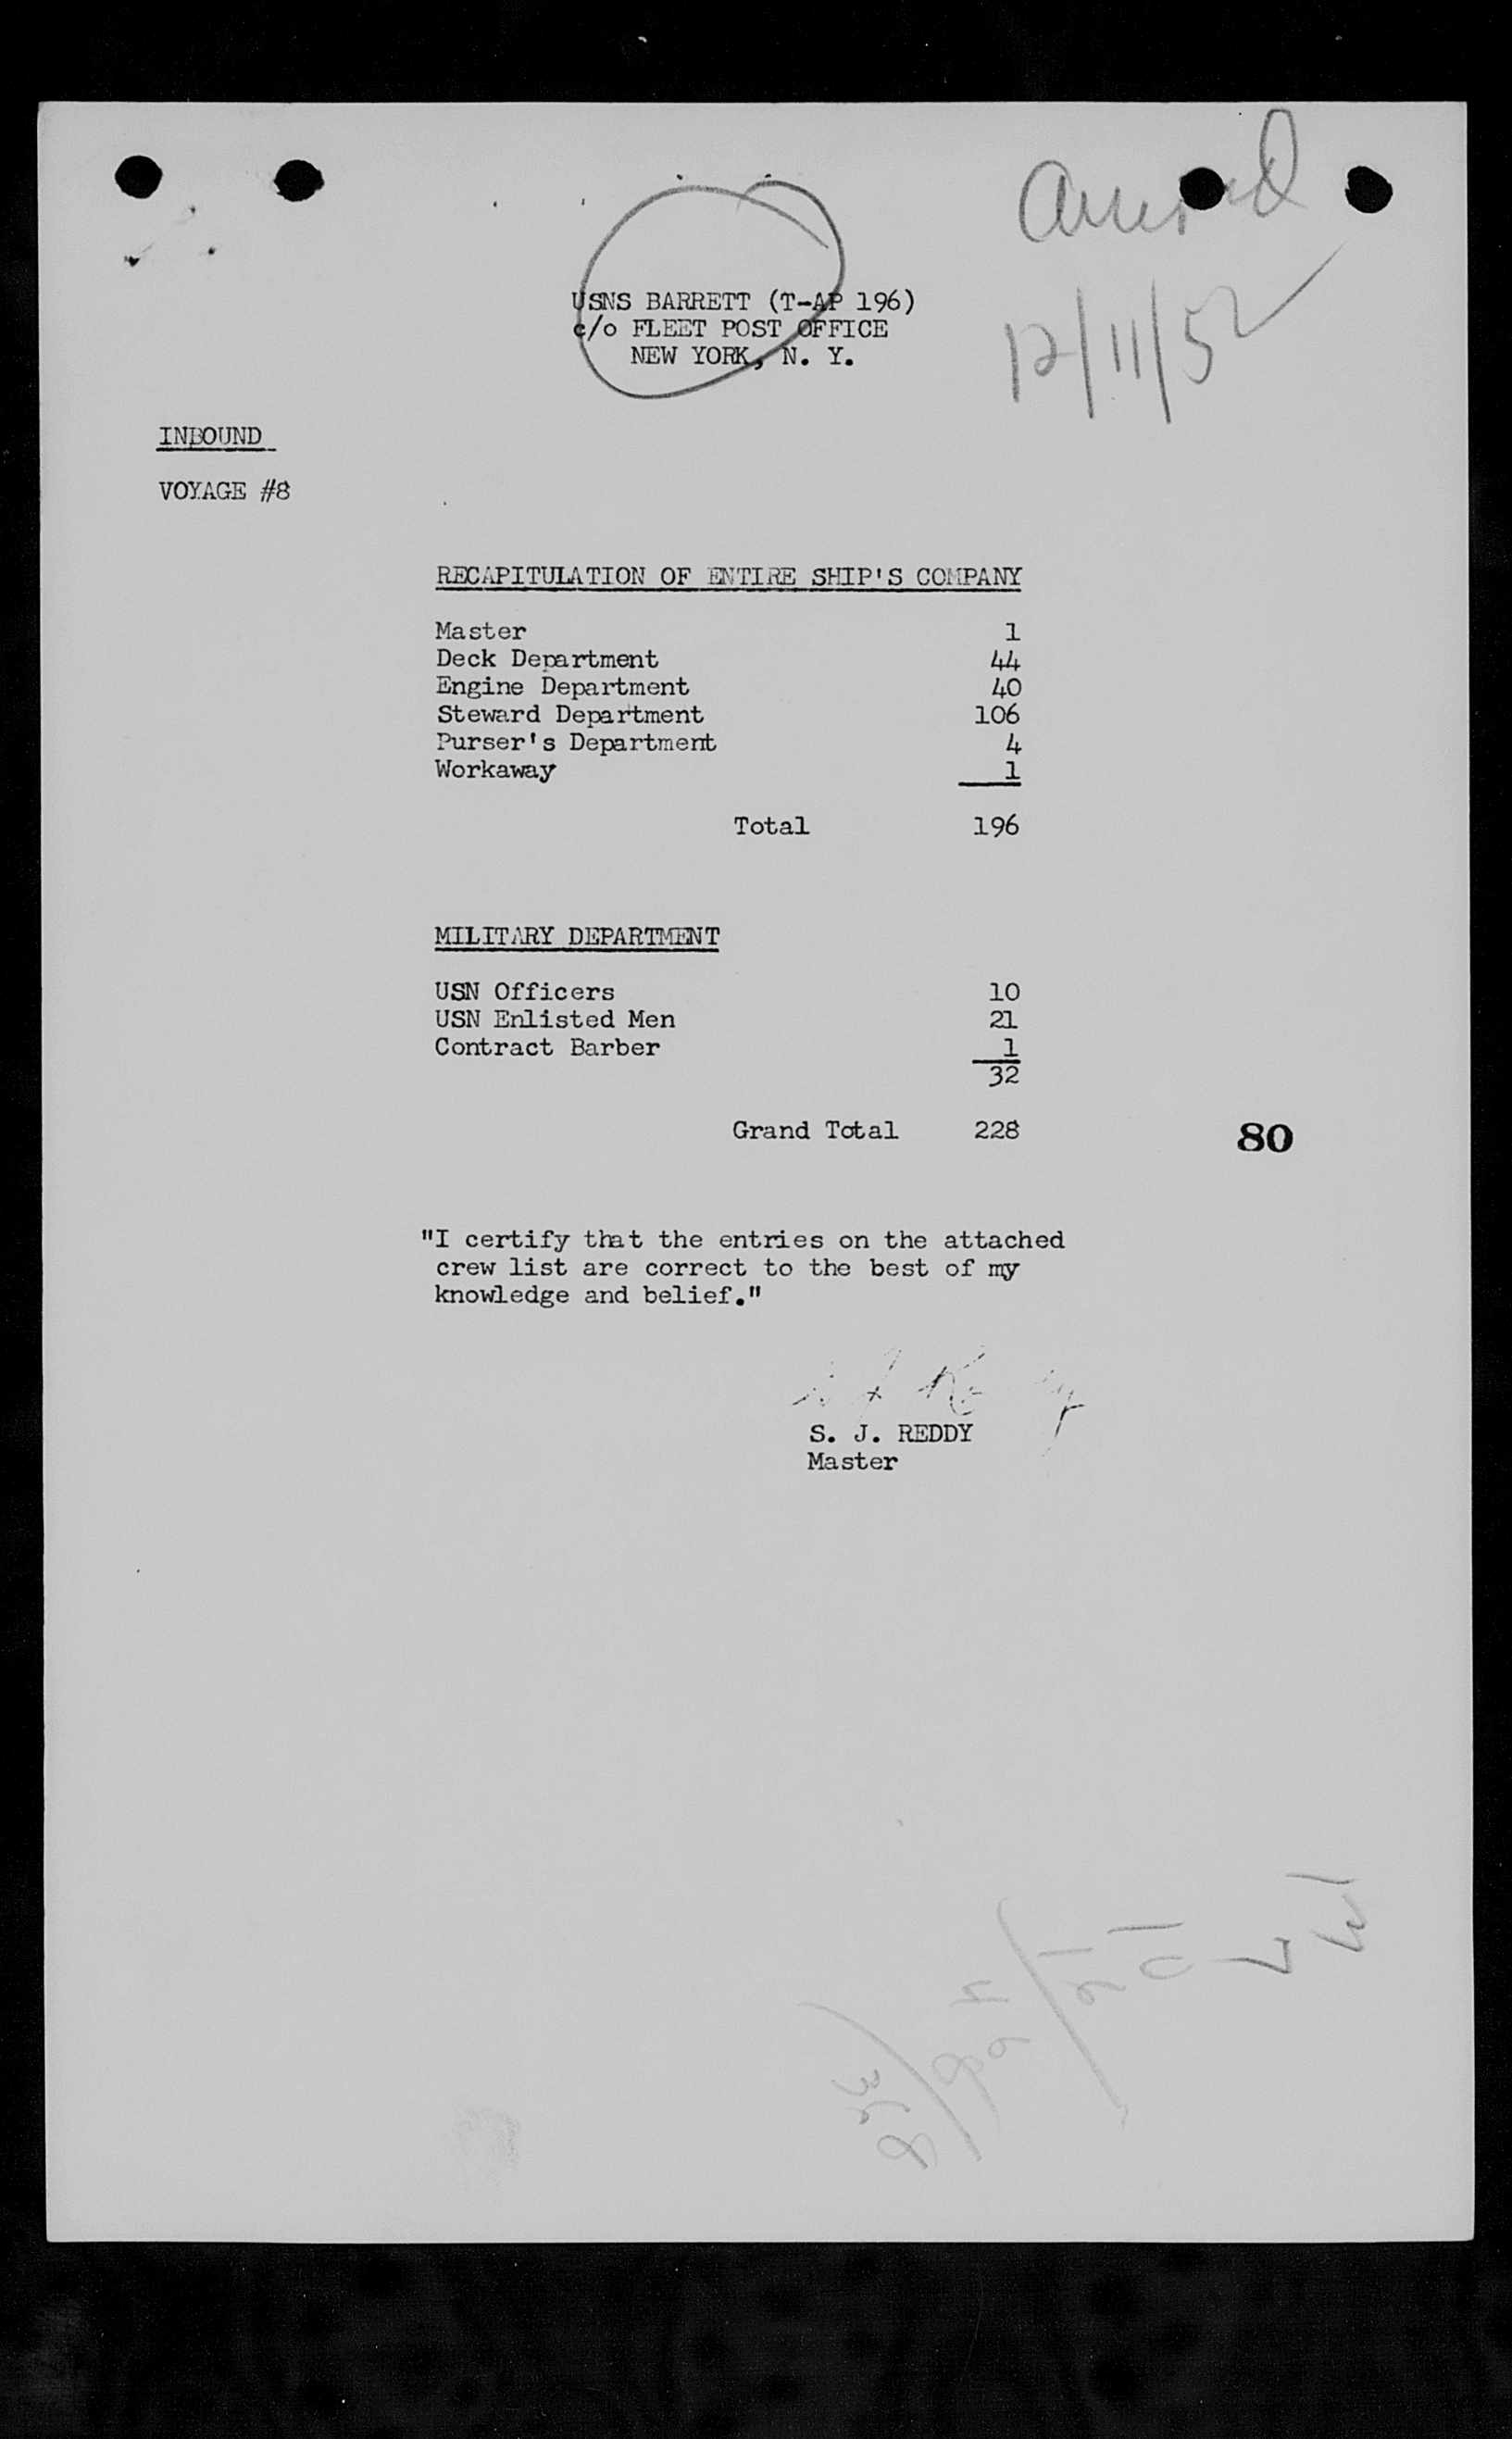 Arrived
12/11/52
USNS BARRETT (T-AP 196)
c/o FLEET POST OFFICE
NEW YORK, N. Y.
INBOUND
VOYAGE #8
RECAPITULATION OF ENTIRE SHIP'S COMPANY
Master 1
Deck Department 44
Engine Department 40
Steward Department 106
Purser's Department 4
Workaway 1
Total 196
MILITARY DEPARTMENT
USN Officers 10
USN Enlisted Men 21
Contract Barber 1
32
Grand Total 228
80
"I certify that the entries on the attached
crew list are correct to the best of my
knowledge and belief."
S. J. REDDY
Master